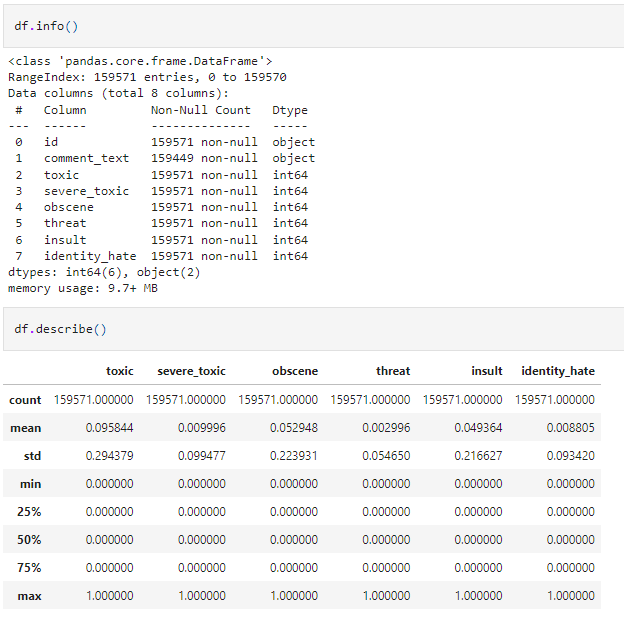 df.info()
<class 'pandas.core.frame.DataFrame'>
RangeIndex: 159571 entries, 0 to 159570
Data columns (total 8 columns):
 #   Column         Non-Null Count   Dtype
---  ------         --------------   -----
 0   id             159571 non-null  object
 1   comment_text   159449 non-null  object
 2   toxic          159571 non-null  int64
 3   severe_toxic   159571 non-null  int64
 4   obscene        159571 non-null  int64
 5   threat         159571 non-null  int64
 6   insult         159571 non-null  int64
 7   identity_hate  159571 non-null  int64
dtypes: int64(6), object(2)
memory usage: 9.7+ MB
df.describe()
toxic severe_toxic obscene threat insult identity_hate
count 159571.000000 159571.000000 159571.000000 159571.000000 159571.000000 159571.000000
mean 0.095844 0.009996 0.052948 0.002996 0.049364 0.008805
std 0.294379 0.099477 0.223931 0.054650 0.216627 0.093420
min 0.000000 0.000000 0.000000 0.000000 0.000000 0.000000
25% 0.000000 0.000000 0.000000 0.000000 0.000000 0.000000
50% 0.000000 0.000000 0.000000 0.000000 0.000000 0.000000
75% 0.000000 0.000000 0.000000 0.000000 0.000000 0.000000
max 1.000000 1.000000 1.000000 1.000000 1.000000 1.000000